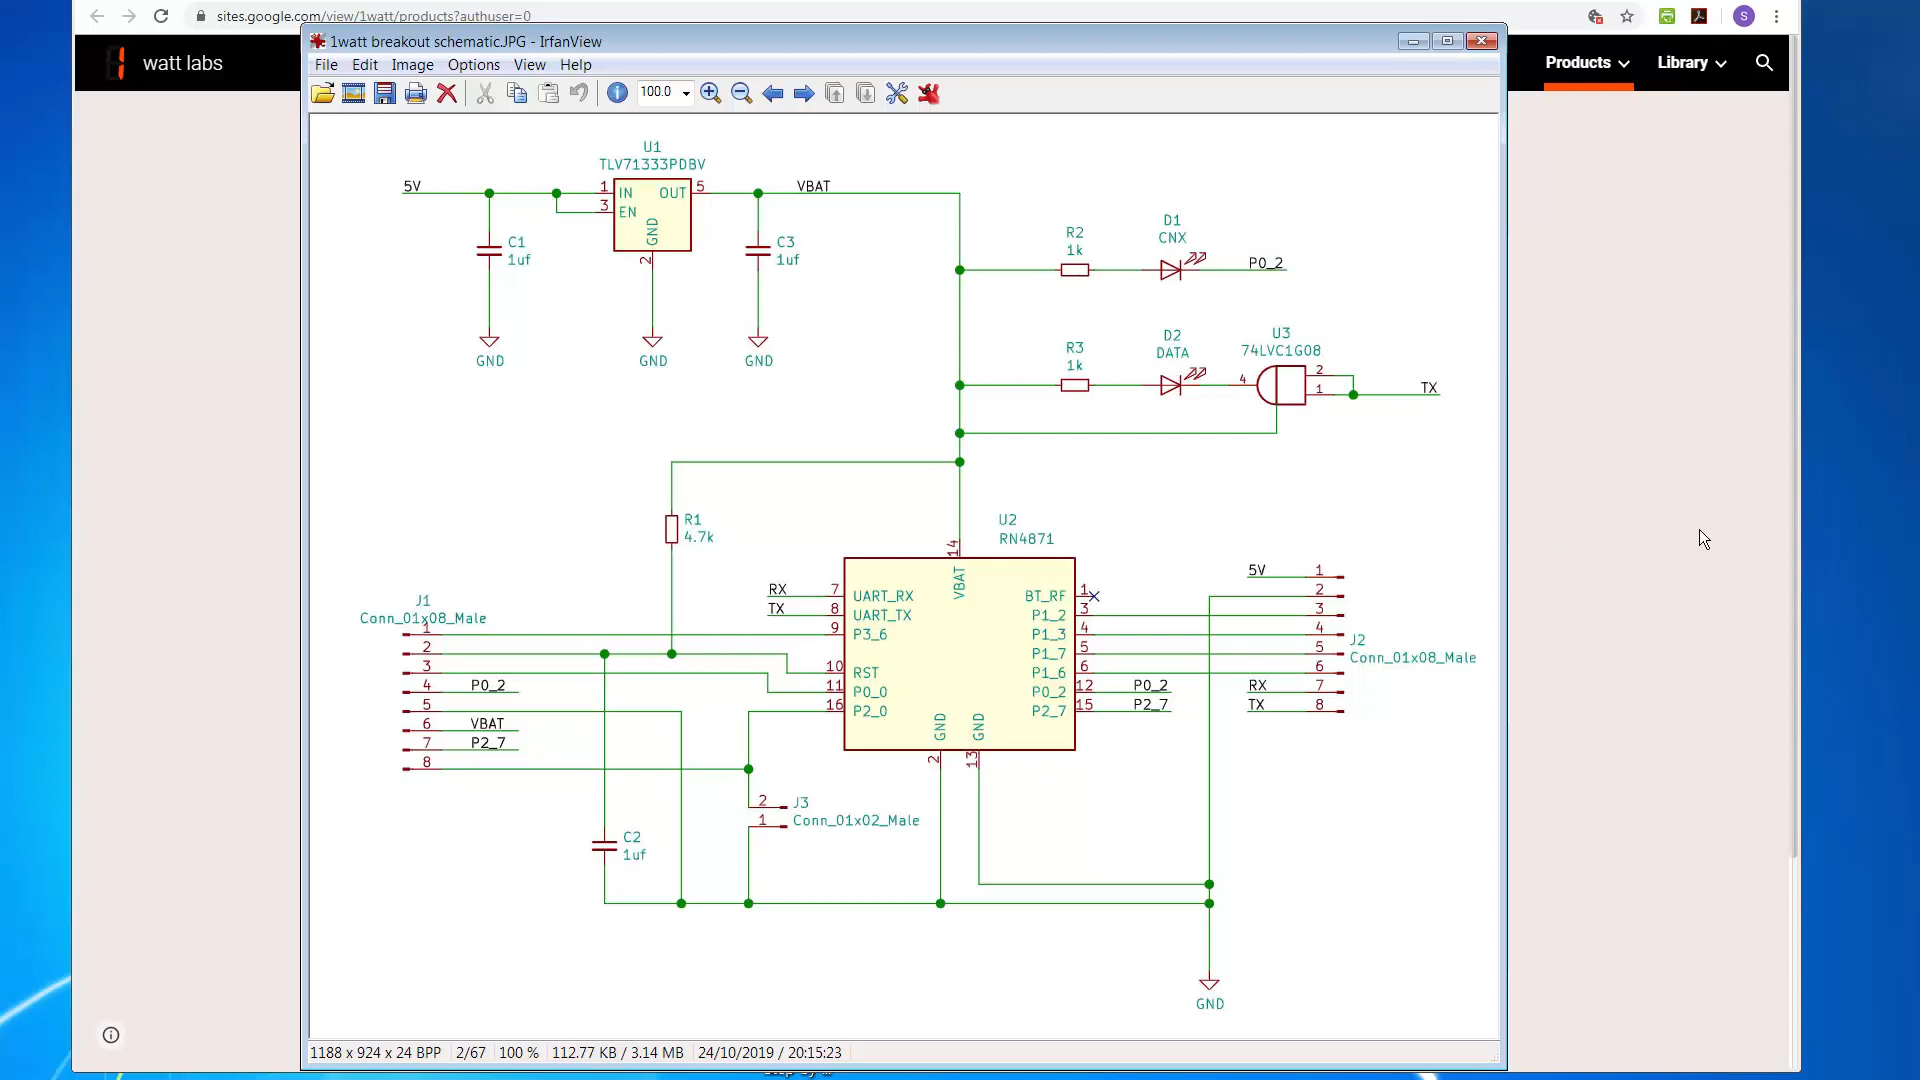 sites.google.com/view/1watt/products?authuser=0
S
1watt breakout schematic.JPG - IrfanView
1 watt labs
Products
Library
File Edit Image Options View Help
100.0
U1
TLV71333PDBV
5V
1 IN OUT 5
VBAT
3 EN
GND
2
C1
1uf
C3
1uf
GND
GND
GND
R2
1k
D1
CNX
P0_2
R3
1k
D2
DATA
U3
74LVC1G08
4
2
1
TX
R1
4.7k
U2
RN4871
14
VBAT
RX 7 UART_RX
TX 8 UART_TX
9 P3_6
10 RST
11 P0_0
16 P2_0
BT_RF 1
P1_2 3
P1_3 4
P1_7 5
P1_6 6
P0_2 12 P0_2
P2_7 15 P2_7
GND
GND
2
13
J1
Conn_01x08_Male
1
2
3
4 P0_2
5
6 VBAT
7 P2_7
8
5V 1
2
3
4
5
6
RX 7
TX 8
J2
Conn_01x08_Male
2
1
J3
Conn_01x02_Male
C2
1uf
GND
1188 x 924 x 24 BPP 2/67 100 % 112.77 KB / 3.14 MB 24/10/2019 / 20:15:23